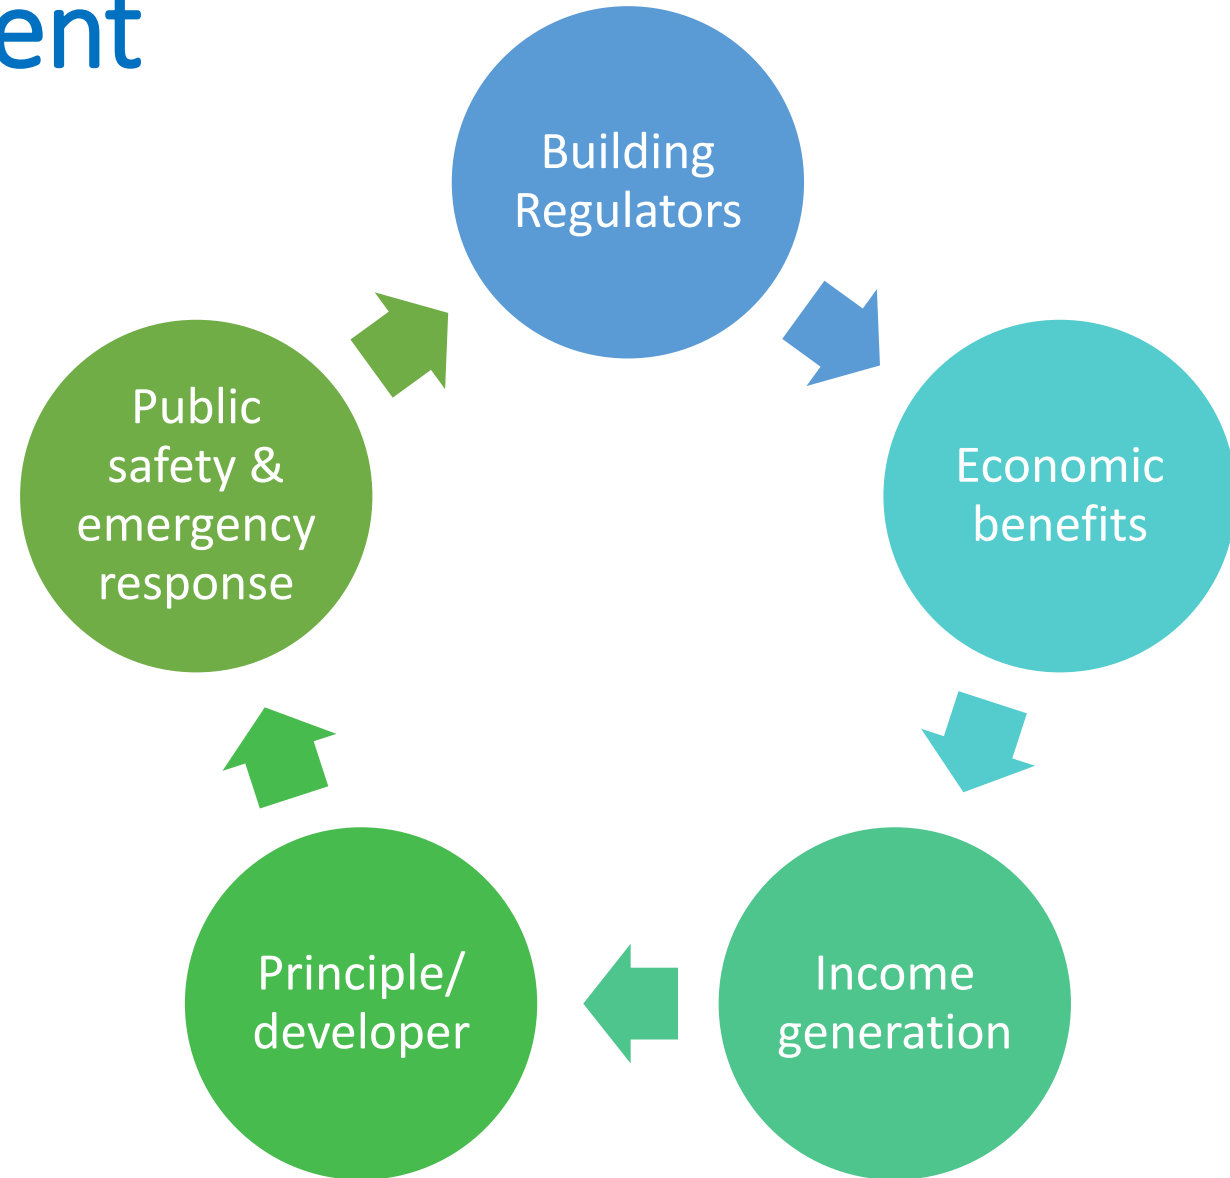 ent
Building
Regulators
Economic
benefits
Income
generation
Principle/
developer
Public
safety &
emergency
response